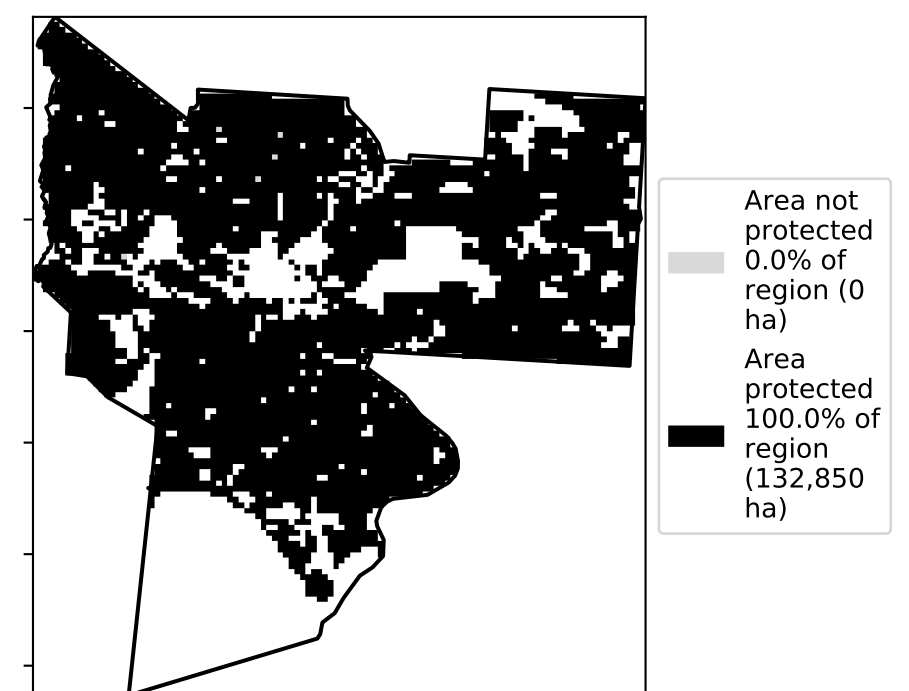 Area not
protected
0.0% of
region (0
ha)
Area
protected
100.0% of
region
(132,850
ha)